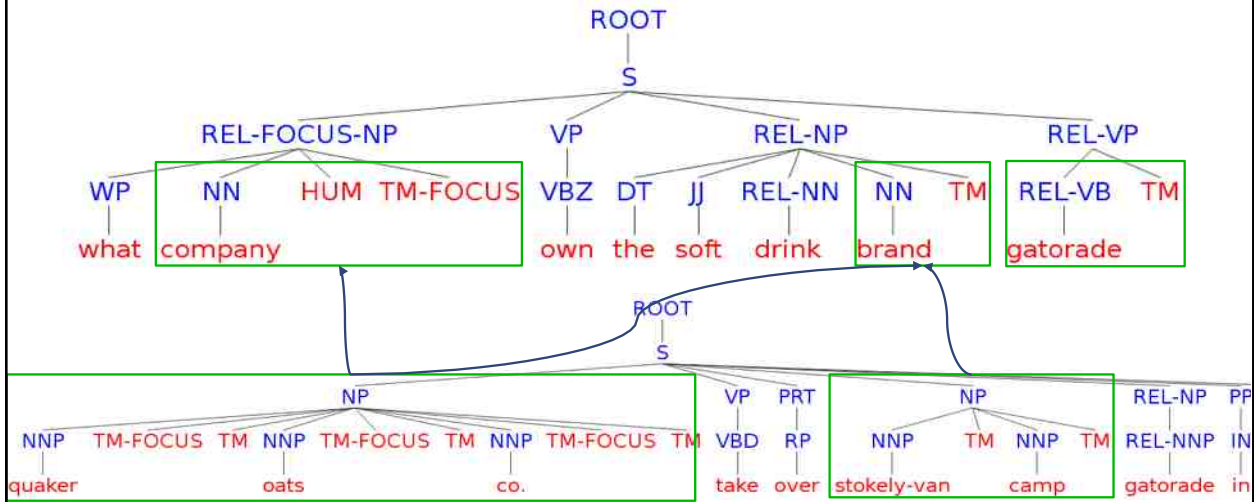 ROOT
S
REL-FOCUS-NP VP REL-NP REL-VP
WP NN HUM TM-FOCUS VBZ DT JJ REL-NN NN TM REL-VB TM
what company own the soft drink brand gatorade
ROOT
S
NP VP PRT NP REL-NP PP
NNP TM-FOCUS TM NNP TM-FOCUS TM NNP TM-FOCUS TM VBD RP NNP TM NNP TM REL-NNP IN
quaker oats co. take over stokely-van camp gatorade in